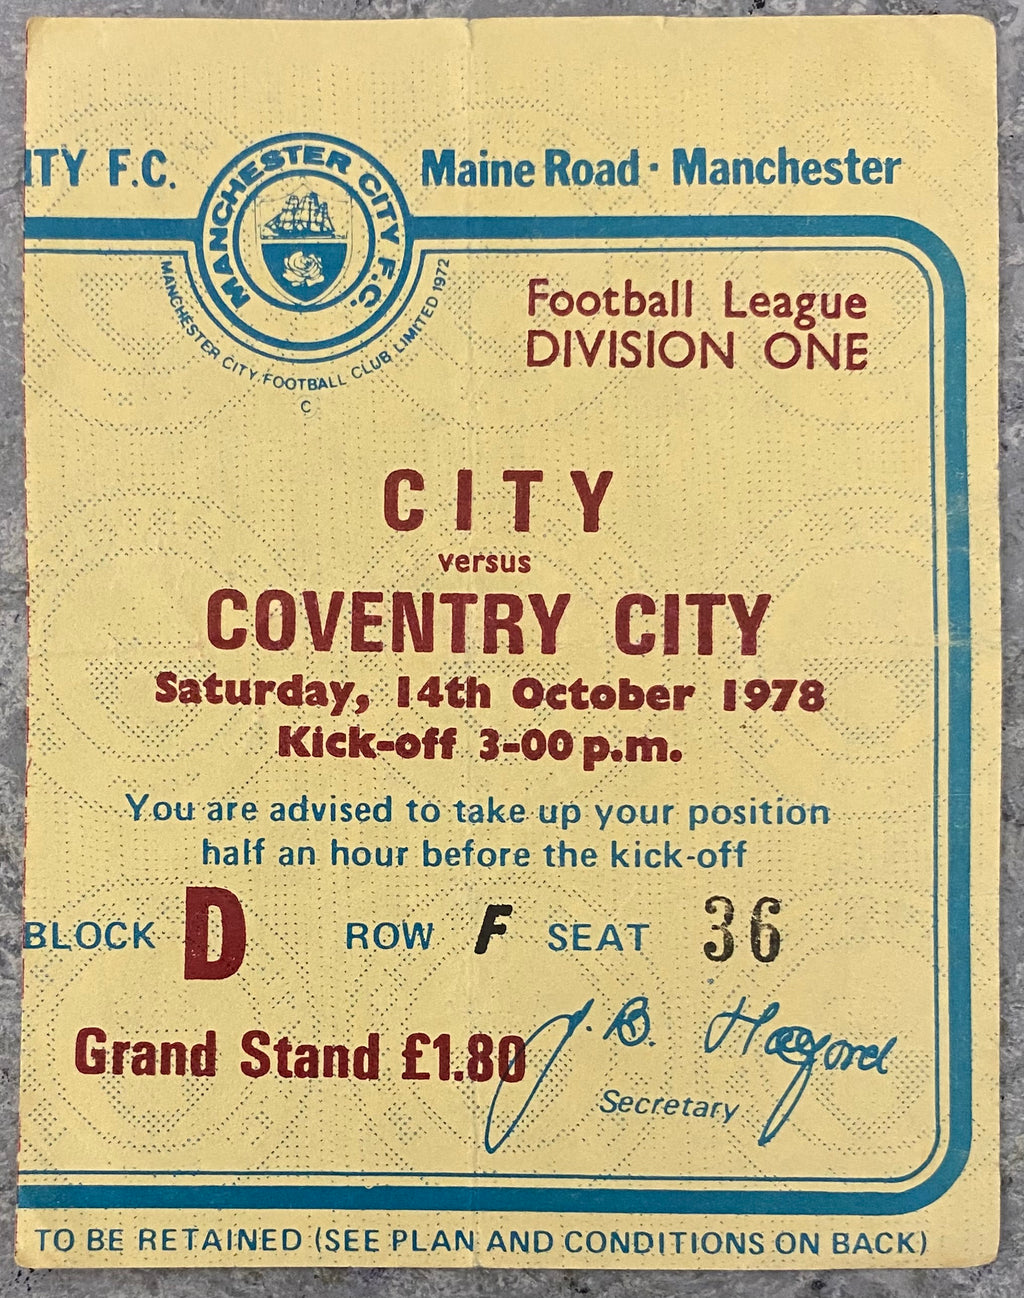 ITY F.C.
MANCHESTER CITY F.C.
Maine Road · Manchester
MANCHESTER CITY FOOTBALL CLUB LIMITED 1972
C
Football League
DIVISION ONE
CITY
versus
COVENTRY CITY
Saturday, 14th October 1978
Kick-off 3-00 p.m.
You are advised to take up your position
half an hour before the kick-off
BLOCK D ROW F SEAT 36
Grand Stand £1.80
J. B. Halford
Secretary
TO BE RETAINED (SEE PLAN AND CONDITIONS ON BACK)